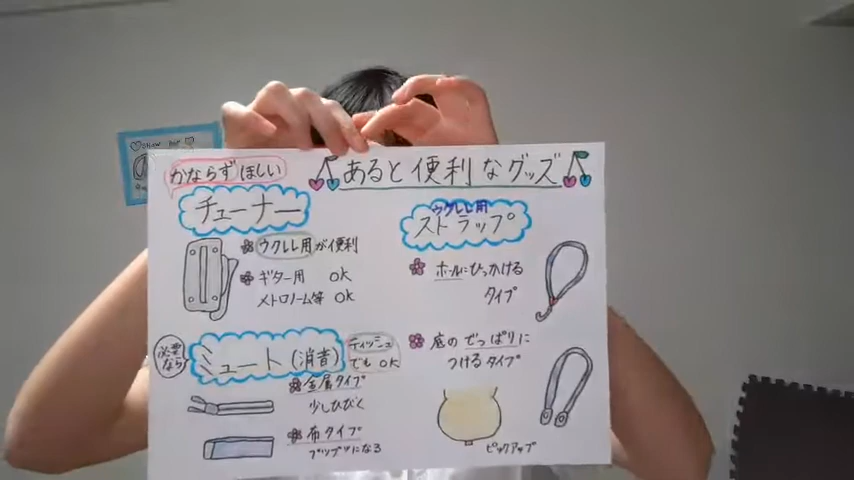 あると便利なグッズ
かならずほしい
チューナー
ウクレレ用が便利
ギター用 ok
メトロノーム等 ok
必要なら
ミュート(消音)
ティッシュでも OK
金属タイプ
少しひびく
布タイプ
プツプツになる
ウクレレ用
ストラップ
ホールにひっかける
タイプ
底のでっぱりに
つけるタイプ
ピックアップ